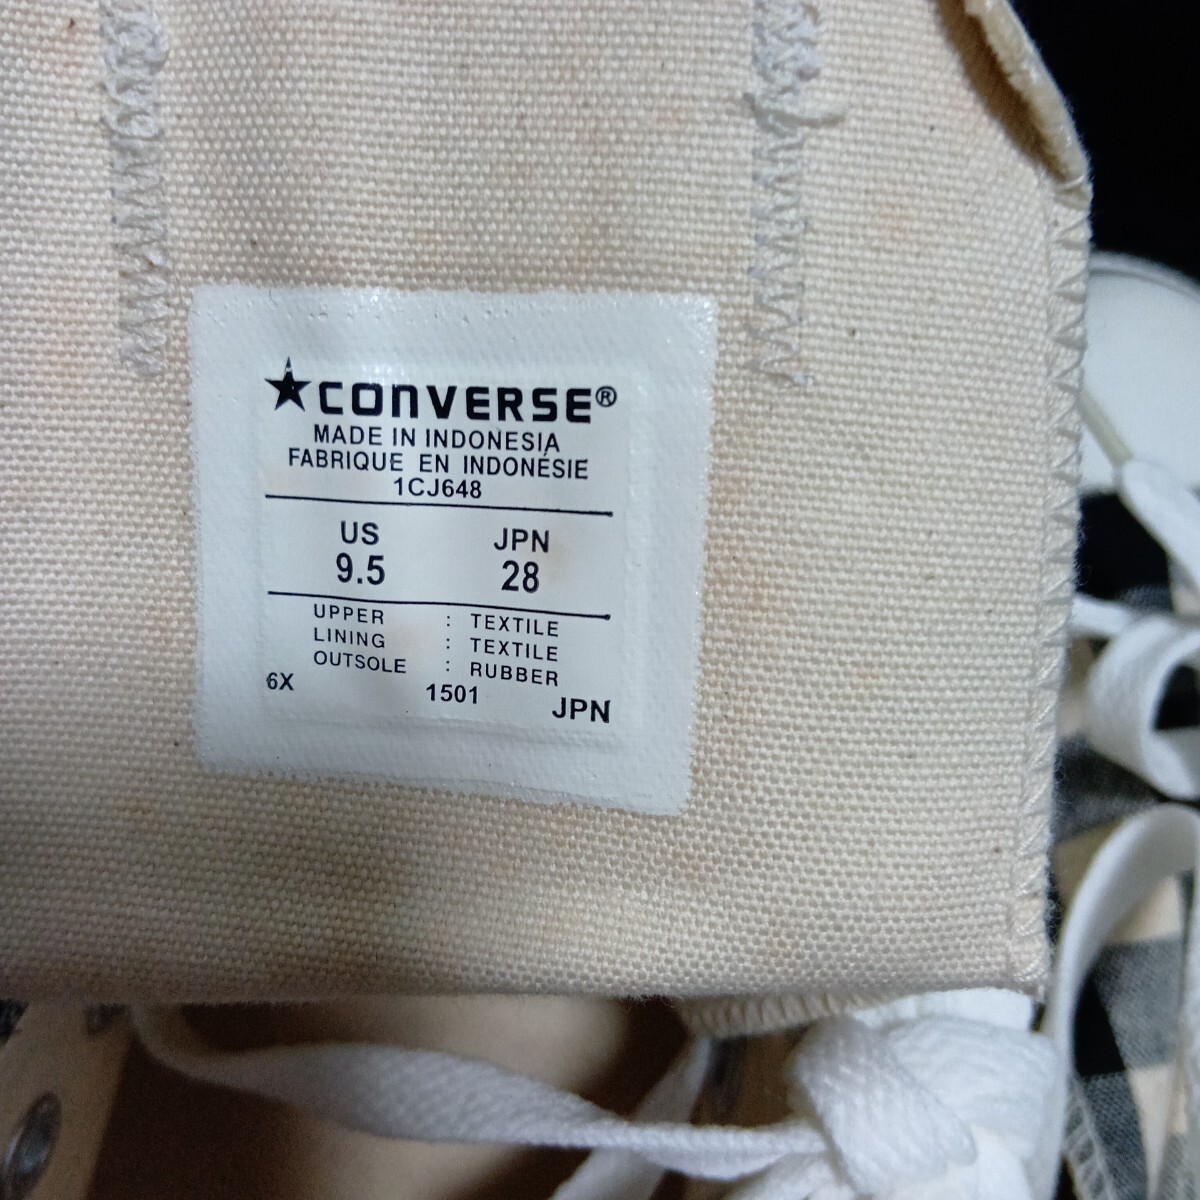 ★CONVERSE®
MADE IN INDONESIA
FABRIQUE EN INDONÉSIE
1CJ648
US JPN
9.5 28
UPPER : TEXTILE
LINING : TEXTILE
OUTSOLE : RUBBER
6X 1501 JPN